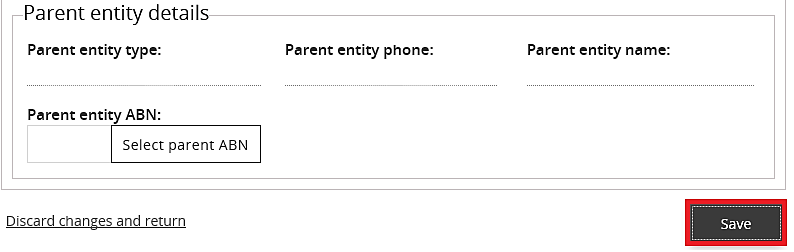 Parent entity details
Parent entity type: Parent entity phone: Parent entity name:
Parent entity ABN:
Select parent ABN
Discard changes and return Save